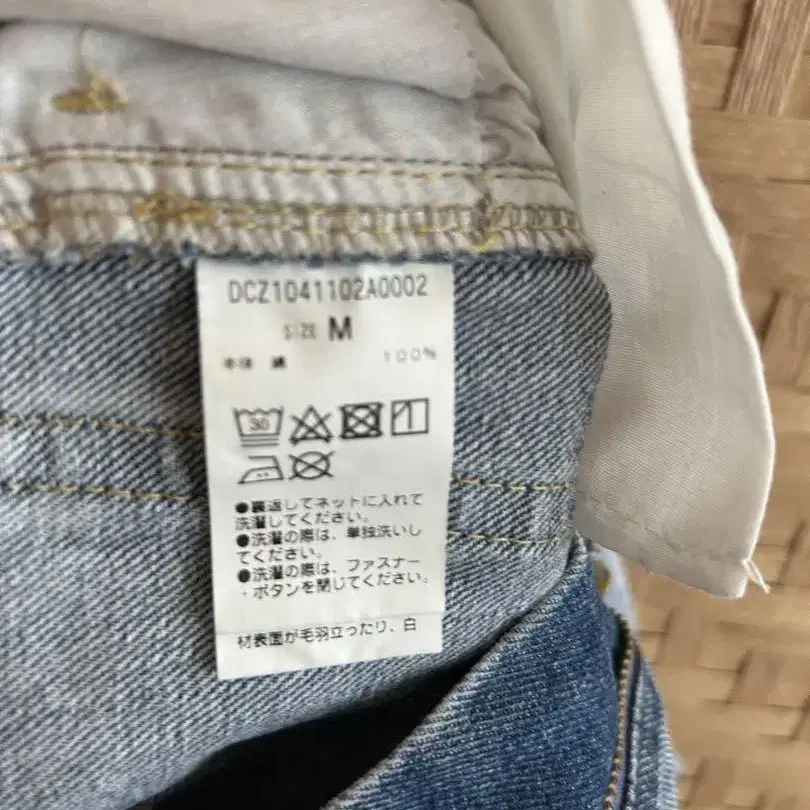 DCZ1041102A0002
SIZE M
本体 綿 100%
30
●裏返してネットに入れて
洗濯してください。
●洗濯の際は、単独洗いし
てください。
●洗濯の際は、ファスナー
・ボタンを閉じてください。
材表面が毛羽立ったり、白